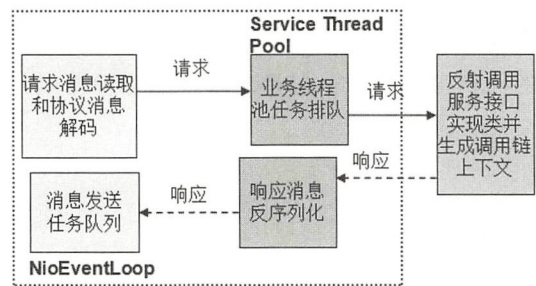 Service Thread
Pool
请求消息读取
和协议消息
解码
请求
业务线程
池任务排队
请求
反射调用
服务接口
实现类并
生成调用链
上下文
响应
响应消息
反序列化
响应
消息发送
任务队列
NioEventLoop